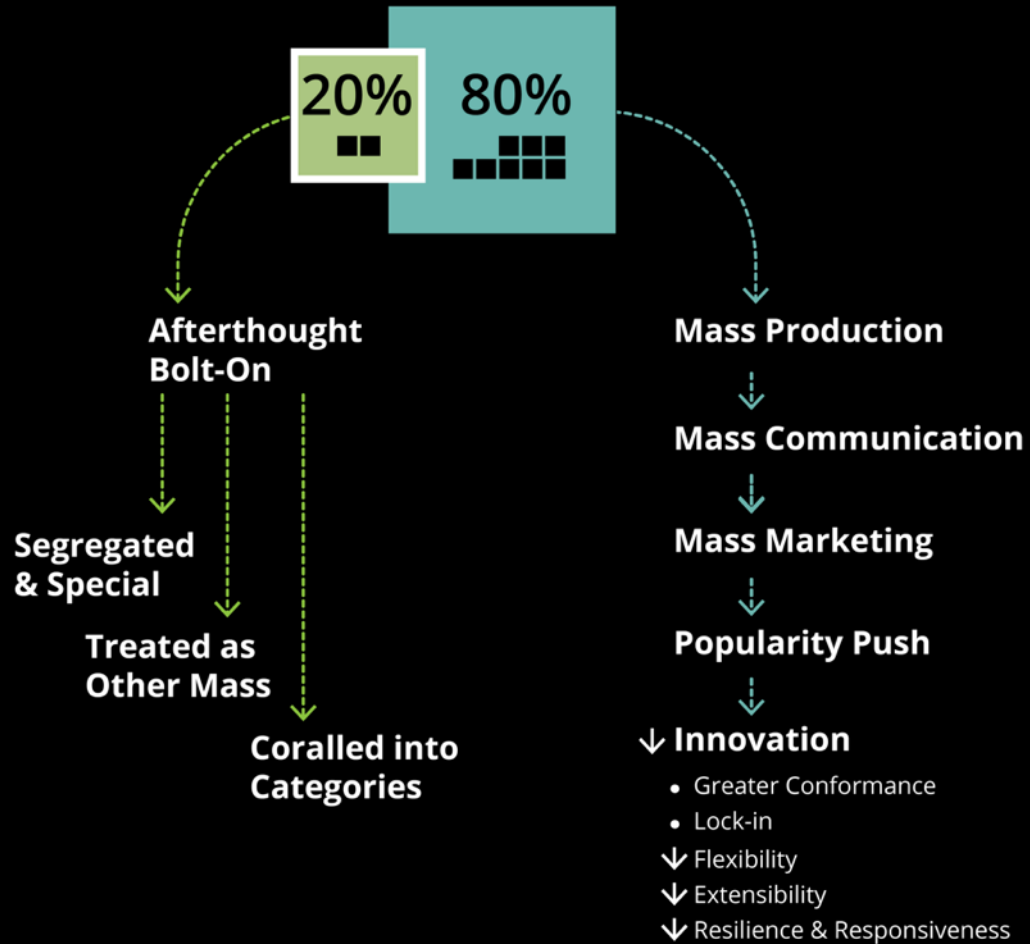 20%
80%
Afterthought
Bolt-On
Segregated
& Special
Treated as
Other Mass
Coralled into
Categories
Mass Production
Mass Communication
Mass Marketing
Popularity Push
↓ Innovation
• Greater Conformance
• Lock-in
↓ Flexibility
↓ Extensibility
↓ Resilience & Responsiveness